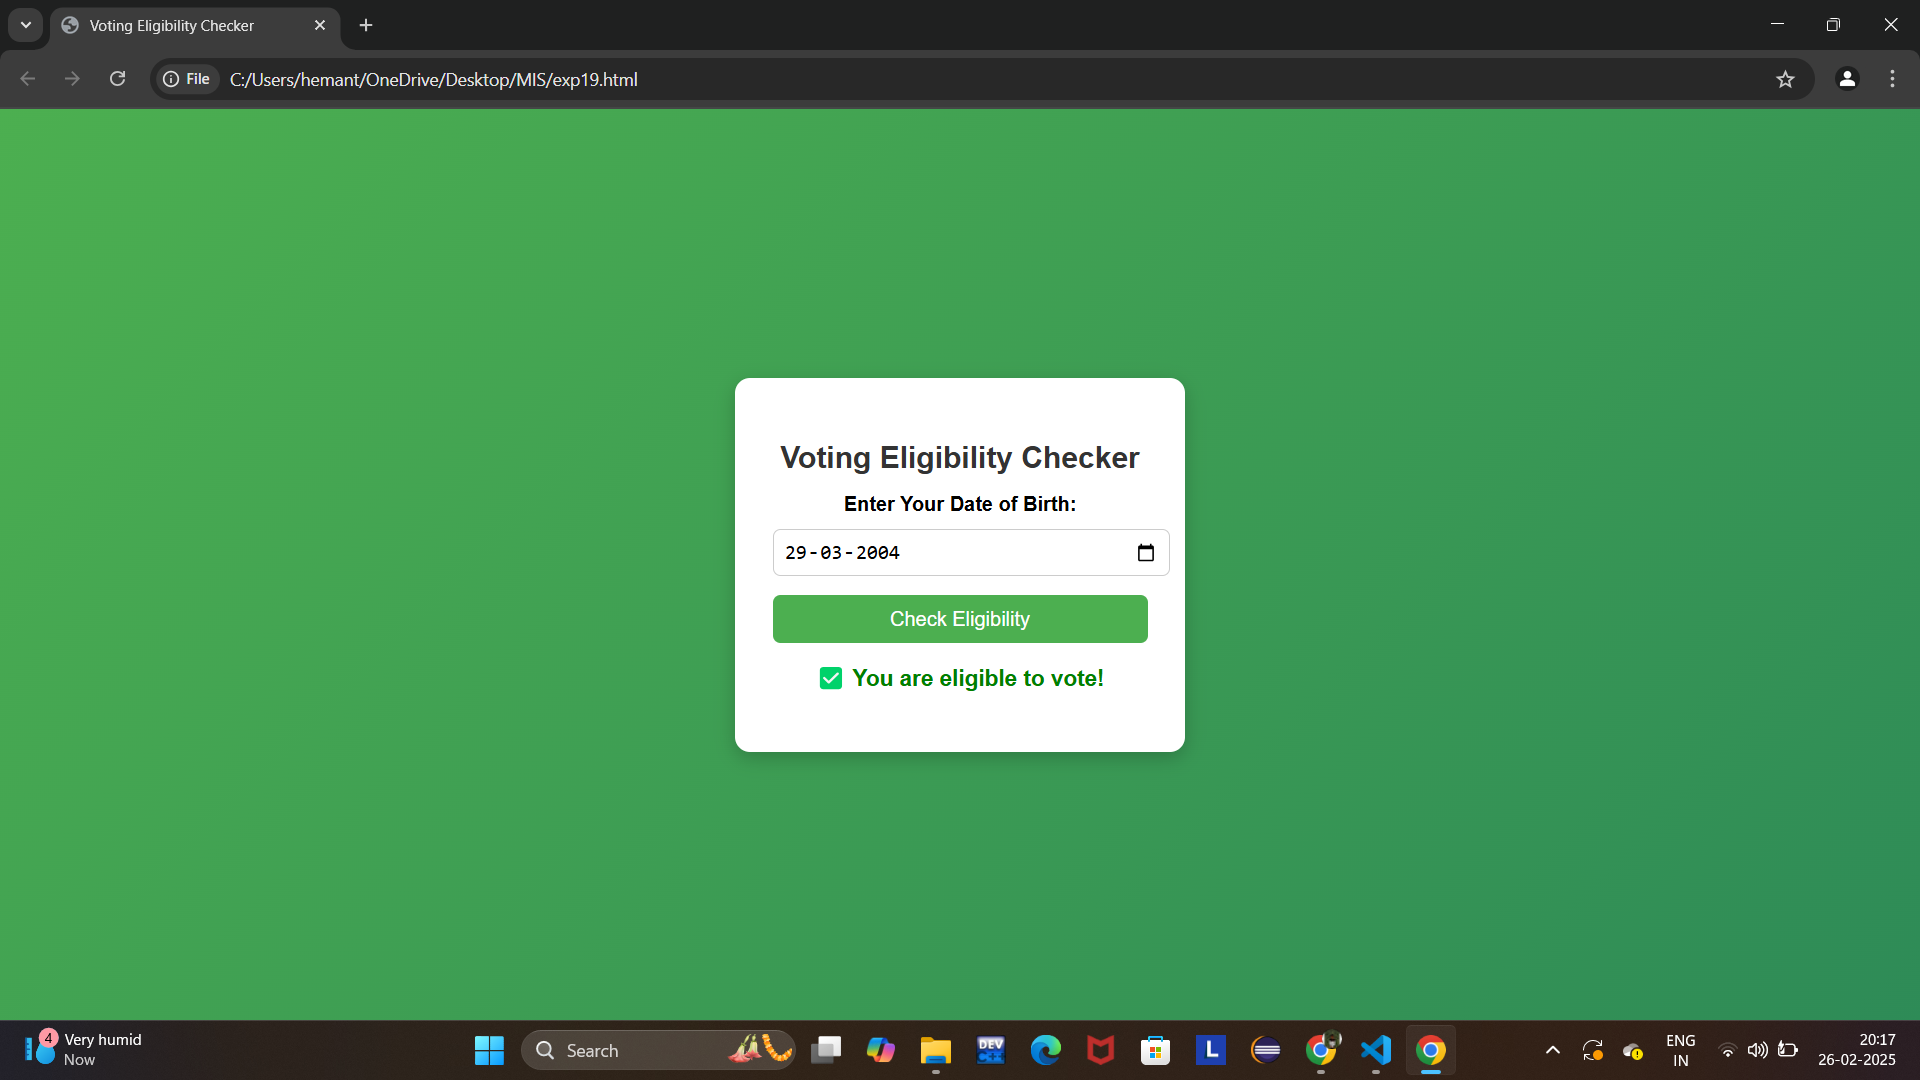 Voting Eligibility Checker
File
C:/Users/hemant/OneDrive/Desktop/MIS/exp19.html
Voting Eligibility Checker
Enter Your Date of Birth:
29-03-2004
Check Eligibility
✅ You are eligible to vote!
4
Very humid
Now
Search
DEV
C++
L
ENG
IN
20:17
26-02-2025